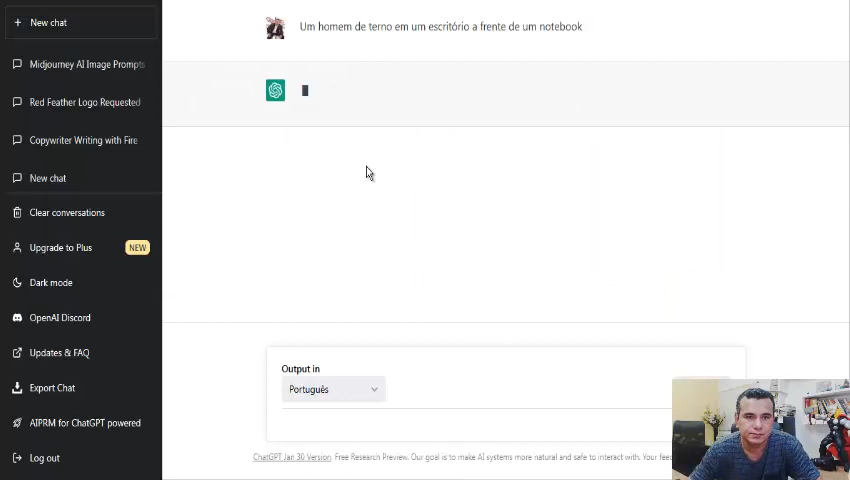 New chat
Midjourney AI Image Prompts
Red Feather Logo Requested
Copywriter Writing with Fire
New chat
Clear conversations
Upgrade to Plus
NEW
Dark mode
OpenAI Discord
Updates & FAQ
Export Chat
AIPRM for ChatGPT powered
Log out
Um homem de terno em um escritório a frente de um notebook
Output in
Português
ChatGPT Jan 30 Version. Free Research Preview. Our goal is to make AI systems more natural and safe to interact with. Your